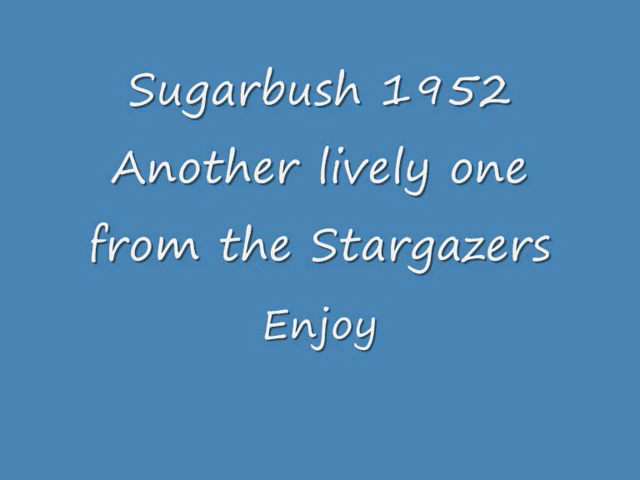 Sugarbush 1952
Another lively one
from the Stargazers
Enjoy